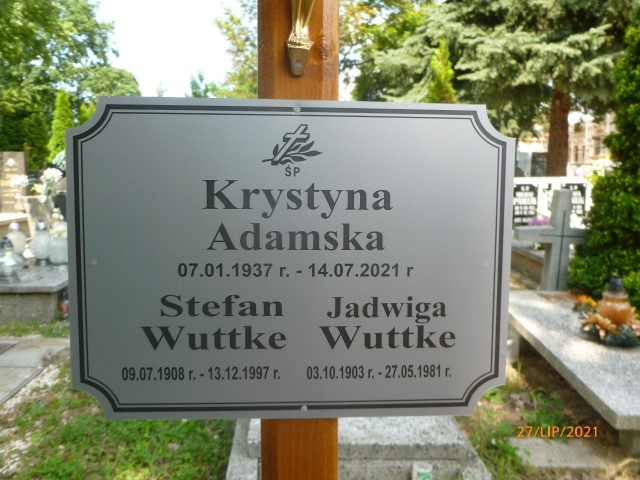 ŚP
Krystyna
Adamska
07.01.1937 r. - 14.07.2021 r
Stefan Jadwiga
Wuttke Wuttke
09.07.1908 r. - 13.12.1997 r. 03.10.1903 r. - 27.05.1981 r.
27/LIP/2021